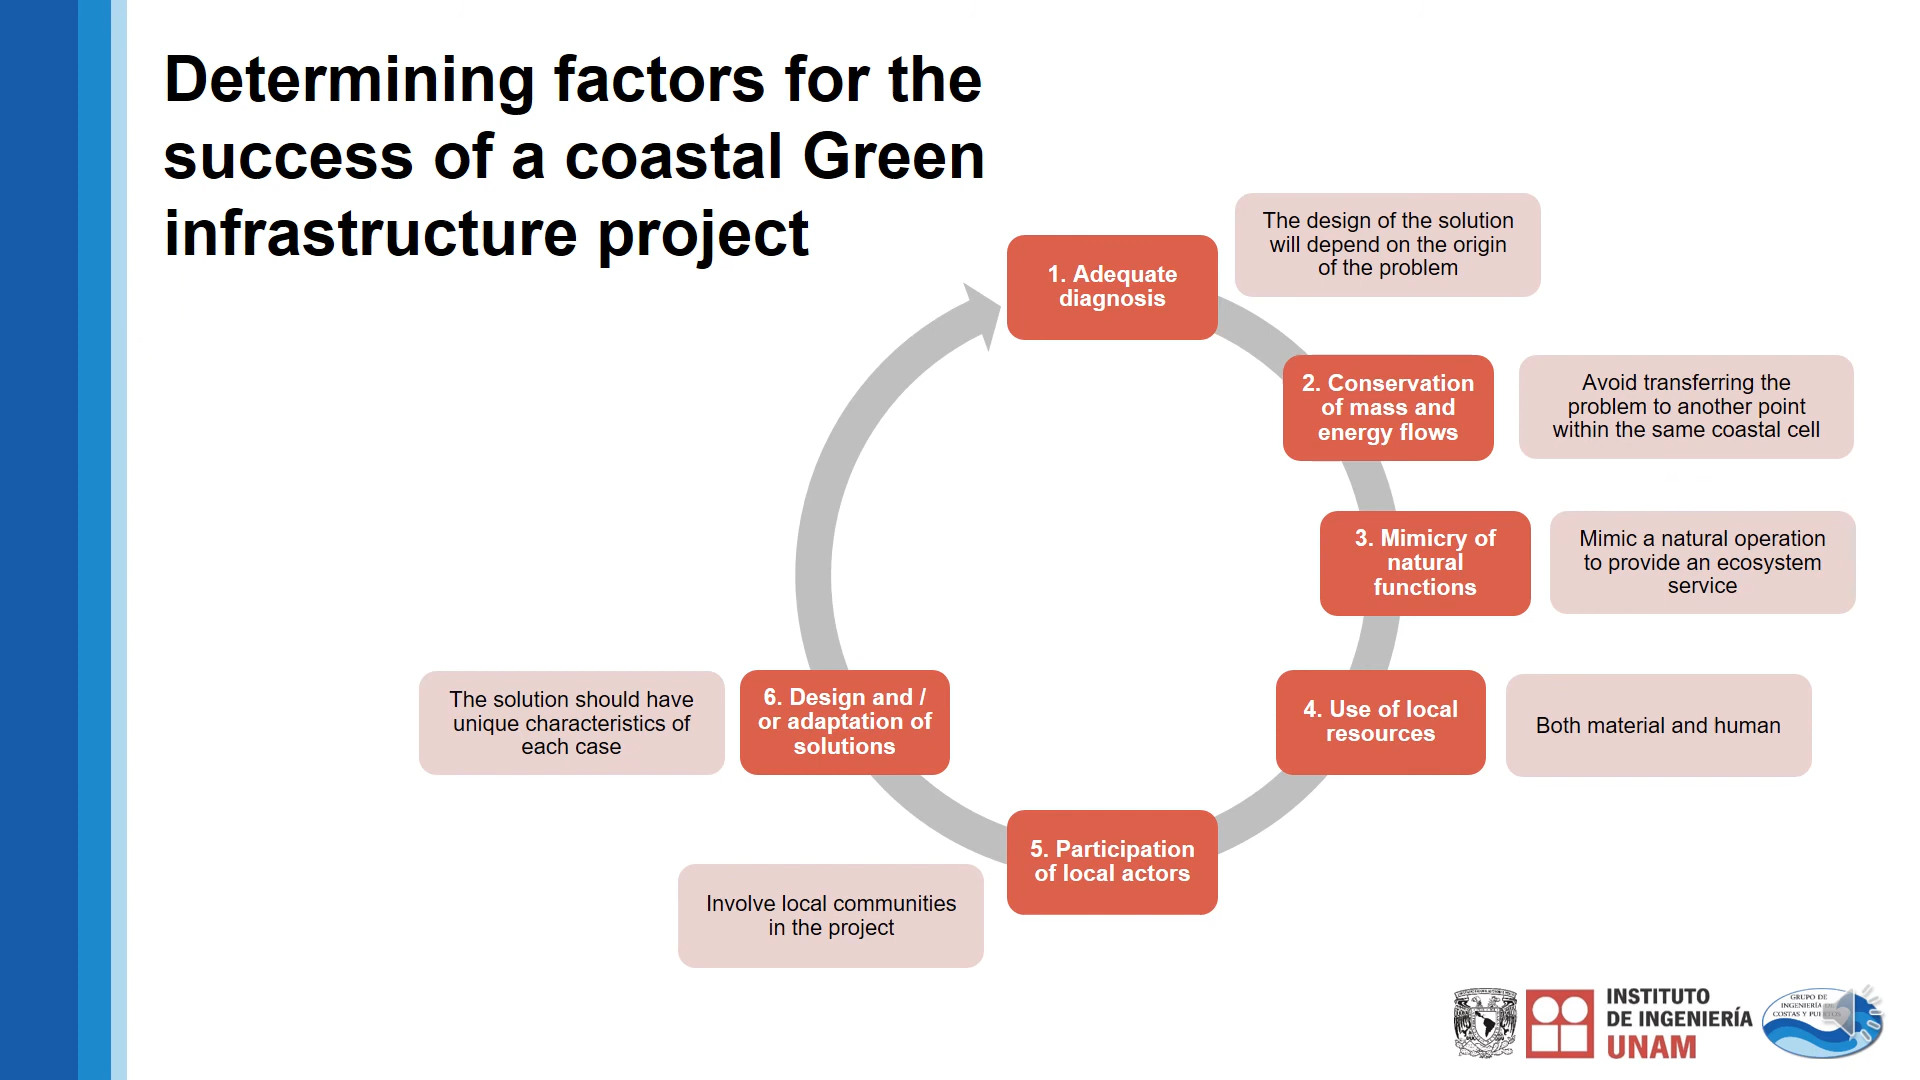 Determining factors for the
success of a coastal Green
infrastructure project
1. Adequate
diagnosis
The design of the solution
will depend on the origin
of the problem
2. Conservation
of mass and
energy flows
Avoid transferring the
problem to another point
within the same coastal cell
3. Mimicry of
natural
functions
Mimic a natural operation
to provide an ecosystem
service
4. Use of local
resources
Both material and human
5. Participation
of local actors
Involve local communities
in the project
6. Design and /
or adaptation of
solutions
The solution should have
unique characteristics of
each case
INSTITUTO
DE INGENIERÍA
UNAM
GRUPO DE
INGENIERÍA DE
COSTAS Y